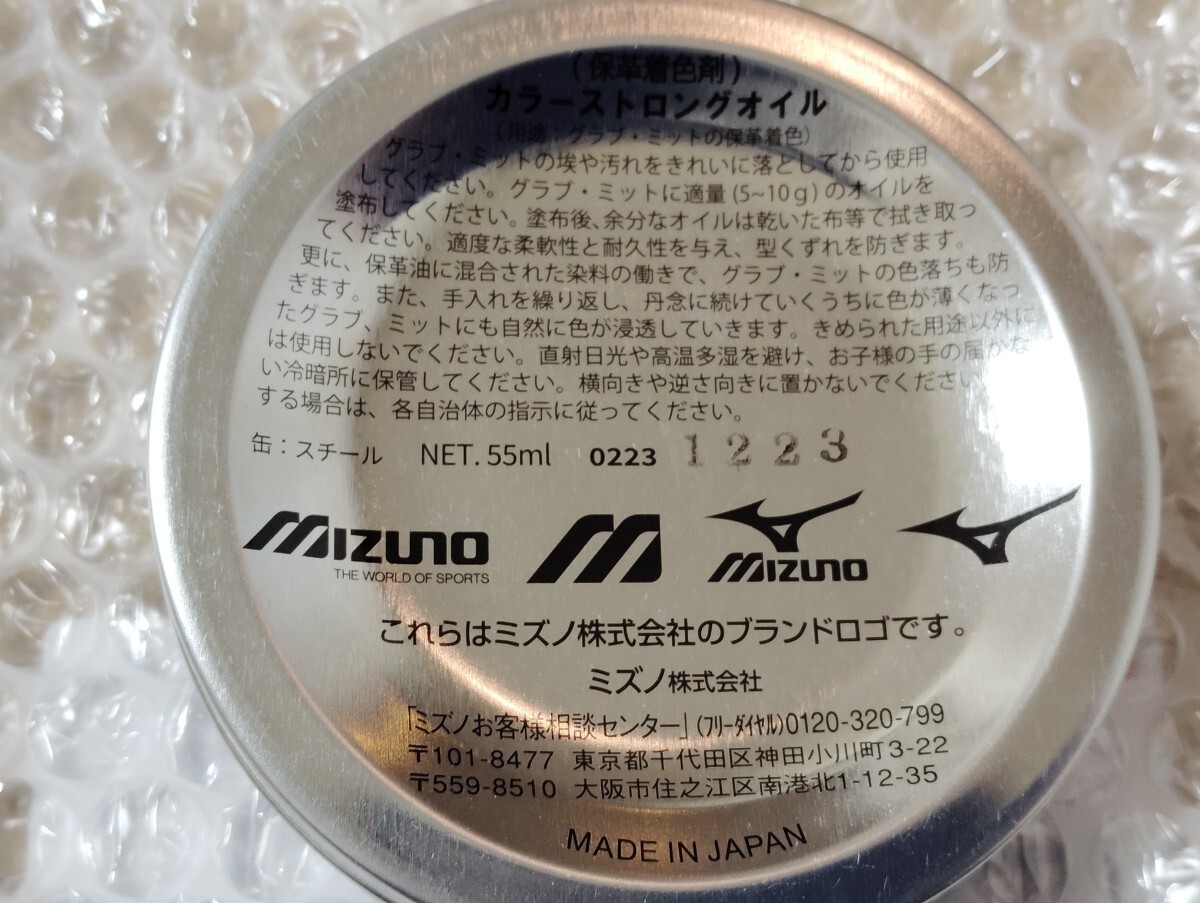 (保革着色剤)
カラーストロングオイル
(用途:グラブ・ミットの保革着色)
グラブ・ミットの埃や汚れをきれいに落としてから使用
してください。グラブ・ミットに適量(5~10g)のオイルを
塗布してください。塗布後、余分なオイルは乾いた布等で拭き取っ
てください。適度な柔軟性と耐久性を与え、型くずれを防ぎます。
更に、保革油に混合された染料の働きで、グラブ・ミットの色落ちも防
ぎます。また、手入れを繰り返し、丹念に続けていくうちに色が薄くなっ
たグラブ、ミットにも自然に色が浸透していきます。きめられた用途以外に
は使用しないでください。直射日光や高温多湿を避け、お子様の手の届かな
い冷暗所に保管してください。横向きや逆さ向きに置かないでください
する場合は、各自治体の指示に従ってください。
缶:スチール NET. 55ml 0223 1223
MIZUNO M MIZUNO
THE WORLD OF SPORTS
これらはミズノ株式会社のブランドロゴです。
ミズノ株式会社
「ミズノお客様相談センター」(フリーダイヤル)0120-320-799
〒101-8477 東京都千代田区神田小川町3-22
〒559-8510 大阪市住之江区南港北1-12-35
MADE IN JAPAN